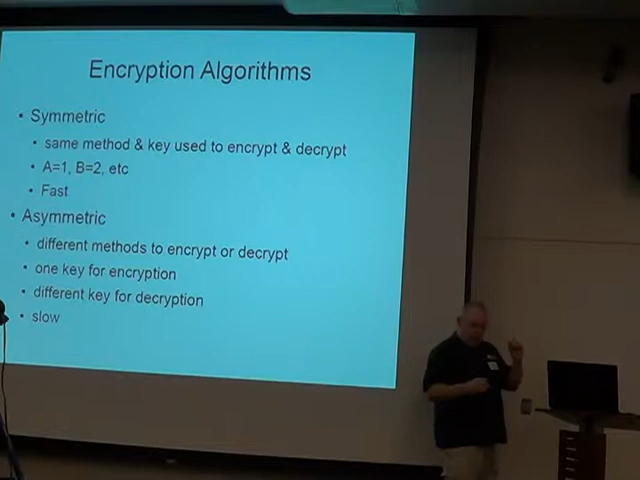 Encryption Algorithms
• Symmetric
• same method & key used to encrypt & decrypt
• A=1, B=2, etc
• Fast
• Asymmetric
• different methods to encrypt or decrypt
• one key for encryption
• different key for decryption
• slow